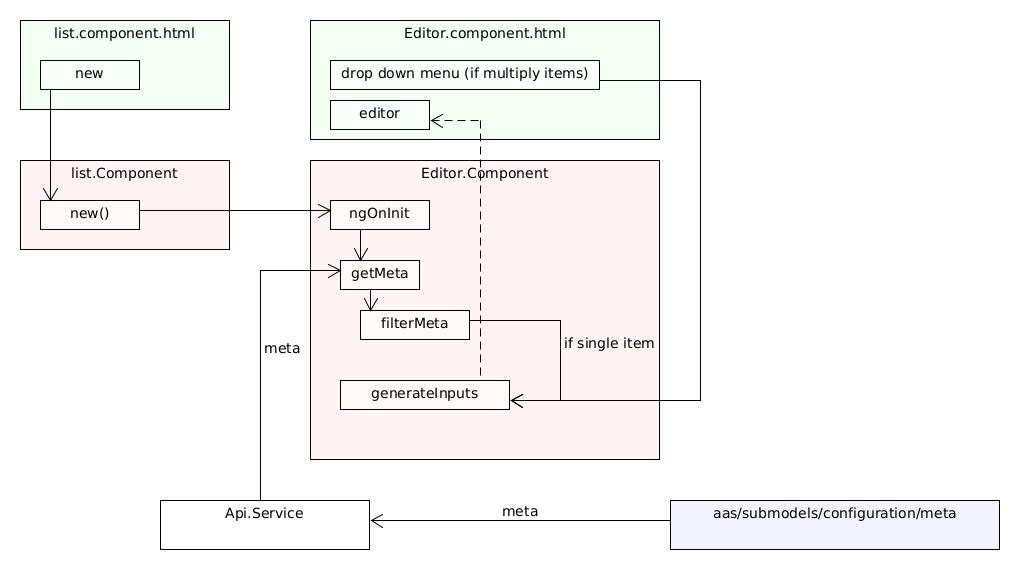 list.component.html
new
Editor.component.html
drop down menu (if multiply items)
editor
list.Component
new()
Editor.Component
ngOnInit
getMeta
filterMeta
if single item
meta
generateInputs
Api.Service
meta
aas/submodels/configuration/meta